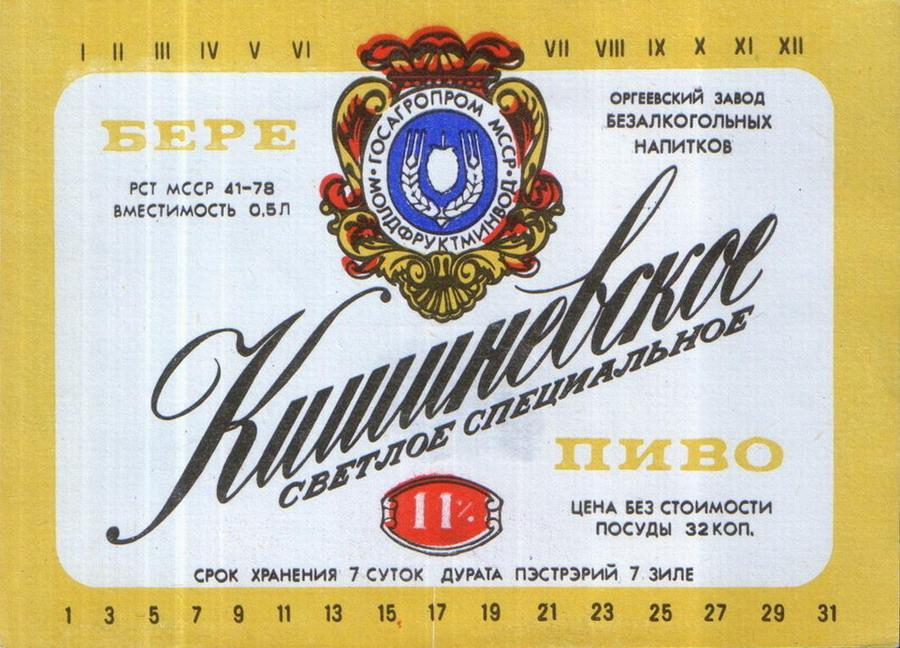 I II III IV V VI VII VIII IX X XI XII
БЕРЕ
РСТ МССР 41-78
ВМЕСТИМОСТЬ 0,5Л
ГОСАГРОПРОМ МССР
МОЛДФРУКТМИНВОД
ОРГЕЕВСКИЙ ЗАВОД
БЕЗАЛКОГОЛЬНЫХ
НАПИТКОВ
Кишиневское
СВЕТЛОЕ СПЕЦИАЛЬНОЕ
ПИВО
11%
ЦЕНА БЕЗ СТОИМОСТИ
ПОСУДЫ 32 КОП.
СРОК ХРАНЕНИЯ 7 СУТОК ДУРАТА ПЭСТРЭРИЙ 7 ЗИЛЕ
1 3 5 7 9 11 13 15 17 19 21 23 25 27 29 31